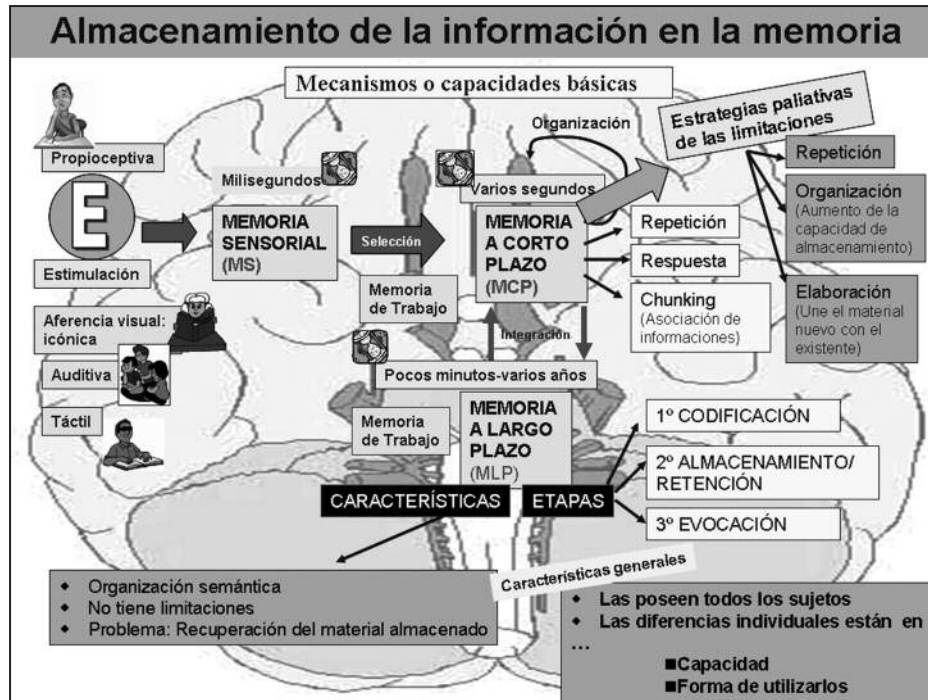 Almacenamiento de la información en la memoria
Mecanismos o capacidades básicas
Propioceptiva
E
Estimulación
Aferencia visual:
icónica
Auditiva
Táctil
Milisegundos
MEMORIA
SENSORIAL
(MS)
Selección
Memoria
de Trabajo
Organización
Varios segundos
MEMORIA
A CORTO
PLAZO
(MCP)
Repetición
Respuesta
Chunking
(Asociación de
informaciones)
Estrategias paliativas
de las limitaciones
Repetición
Organización
(Aumento de la
capacidad de
almacenamiento)
Elaboración
(Une el material
nuevo con el
existente)
Integración
Pocos minutos-varios años
Memoria
de Trabajo
MEMORIA
A LARGO
PLAZO
(MLP)
CARACTERÍSTICAS
ETAPAS
1º CODIFICACIÓN
2º ALMACENAMIENTO/
RETENCIÓN
3º EVOCACIÓN
Características generales
◆ Organización semántica
◆ No tiene limitaciones
◆ Problema: Recuperación del material almacenado
◆ Las poseen todos los sujetos
◆ Las diferencias individuales están en
…
■Capacidad
■Forma de utilizarlos